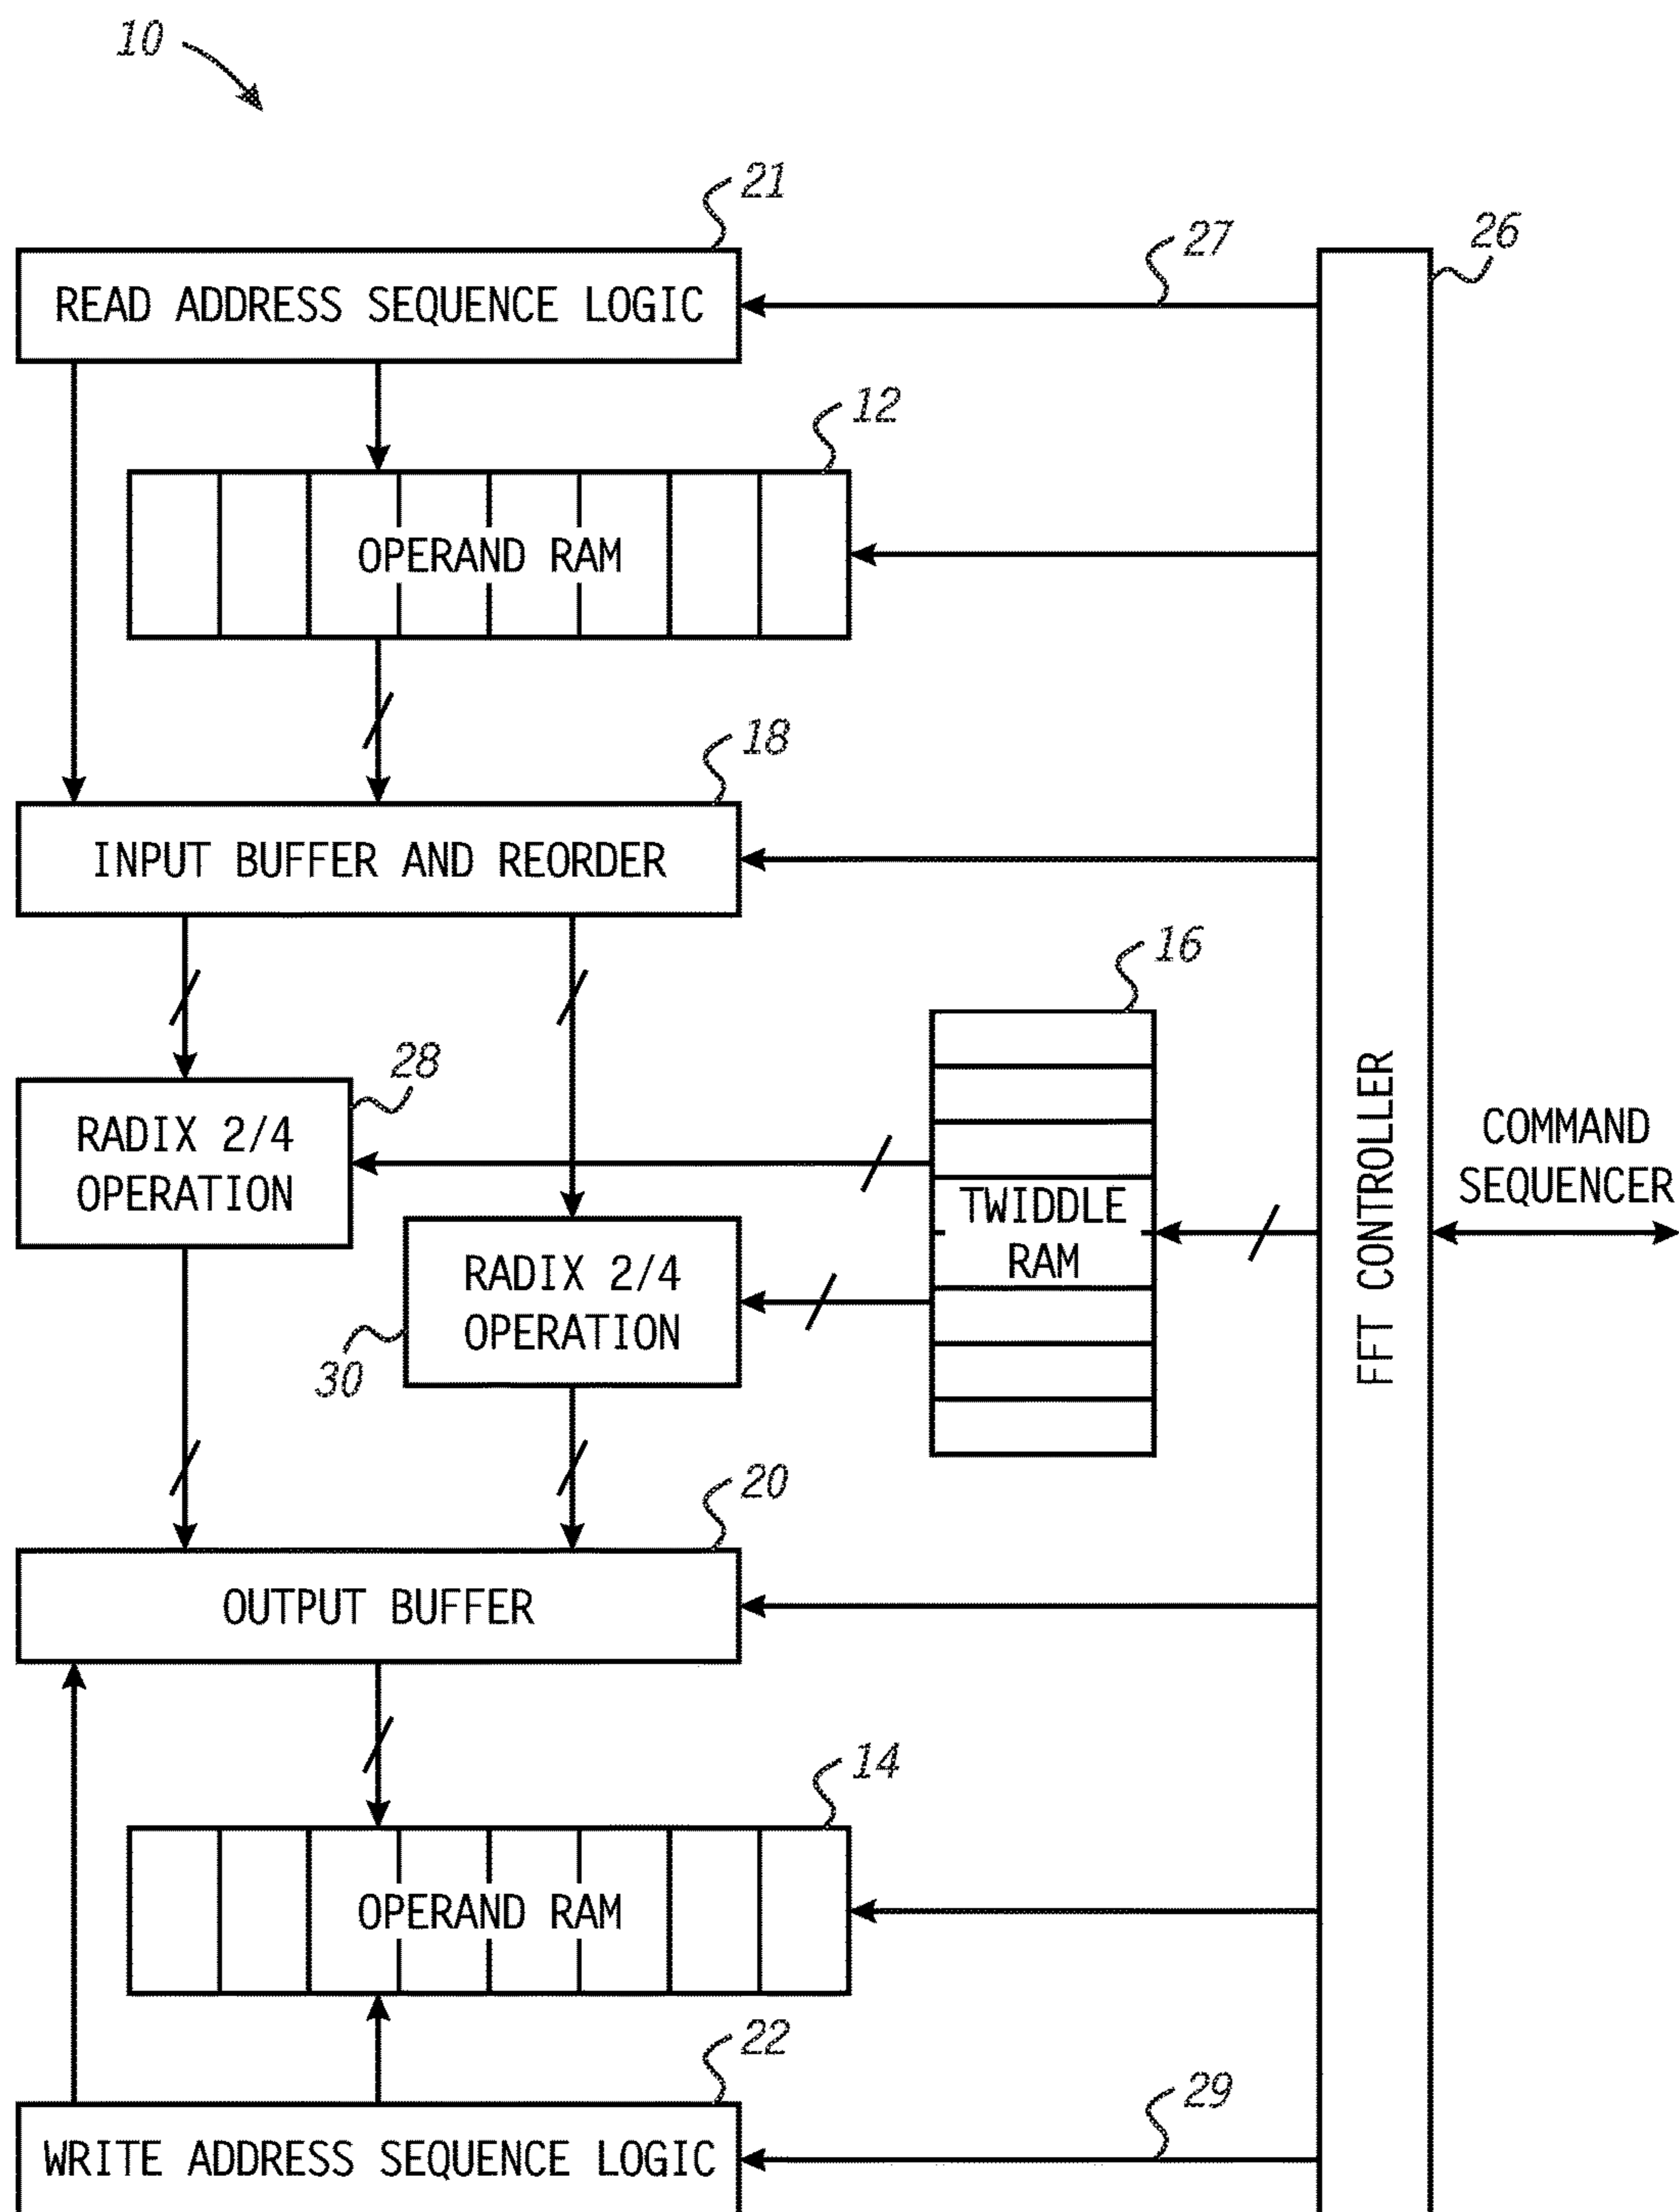 10
21
27
26
READ ADDRESS SEQUENCE LOGIC
12
OPERAND RAM
18
INPUT BUFFER AND REORDER
16
28
RADIX 2/4
OPERATION
TWIDDLE
RAM
FFT CONTROLLER
COMMAND
SEQUENCER
RADIX 2/4
OPERATION
30
20
OUTPUT BUFFER
14
OPERAND RAM
22
29
WRITE ADDRESS SEQUENCE LOGIC